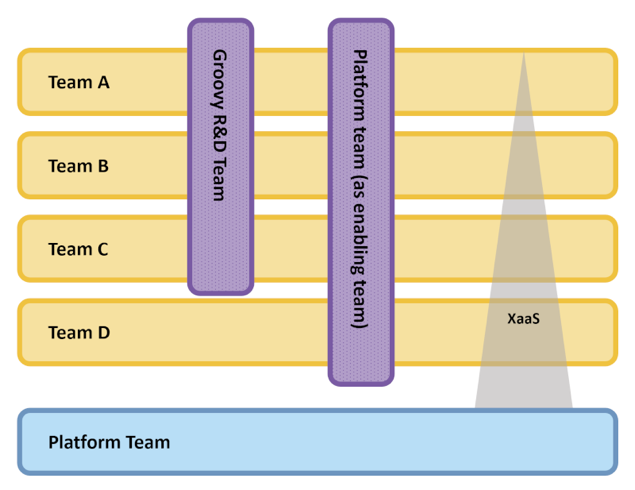 Team A
Groovy R&D Team
Platform team (as enabling team)
Team B
Team C
Team D
XaaS
Platform Team